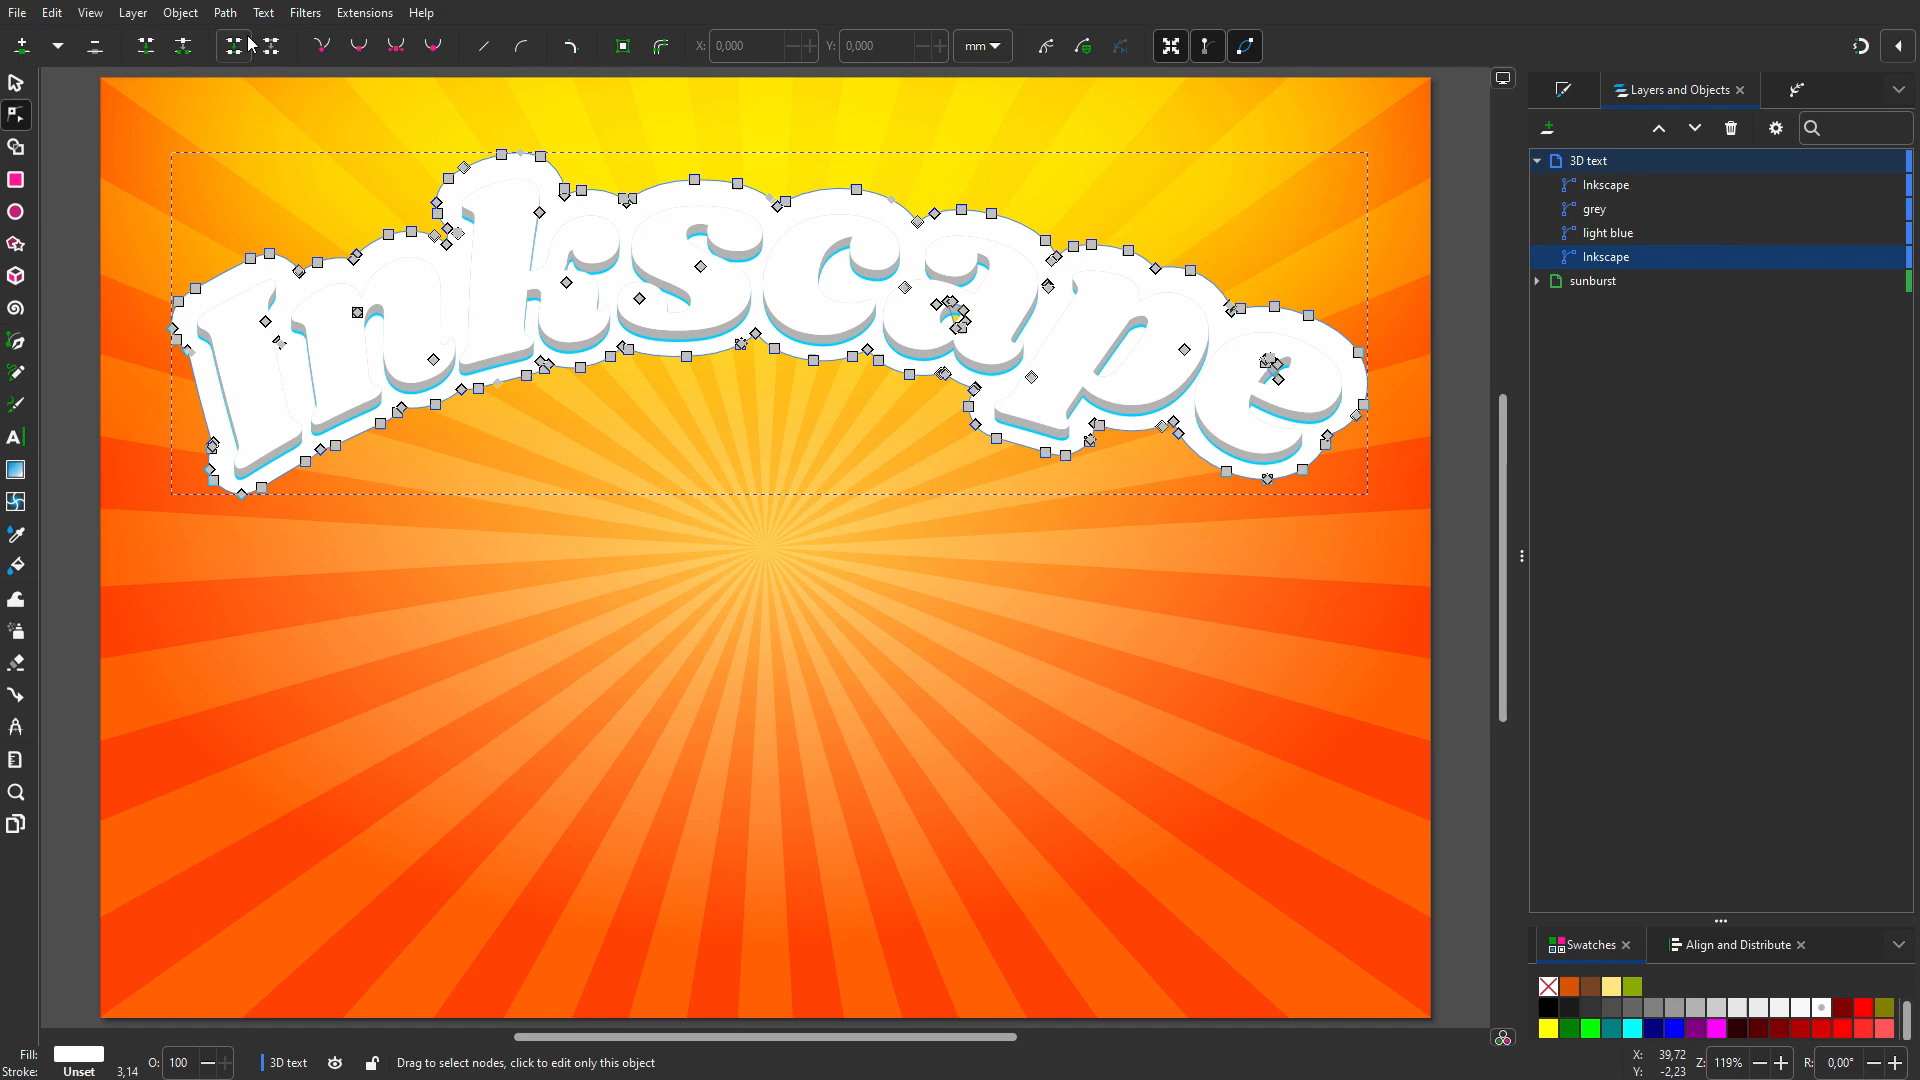 File Edit View Layer Object Path Text Filters Extensions Help
X: 0,000 Y: 0,000 mm
Layers and Objects
3D text
Inkscape
grey
light blue
Inkscape
sunburst
Inkscape
A
Swatches
Align and Distribute
Fill:
Stroke: Unset 3,14
O: 100
3D text
Drag to select nodes, click to edit only this object
X: 39,72
Y: -2,23
Z: 119%
R: 0,00°